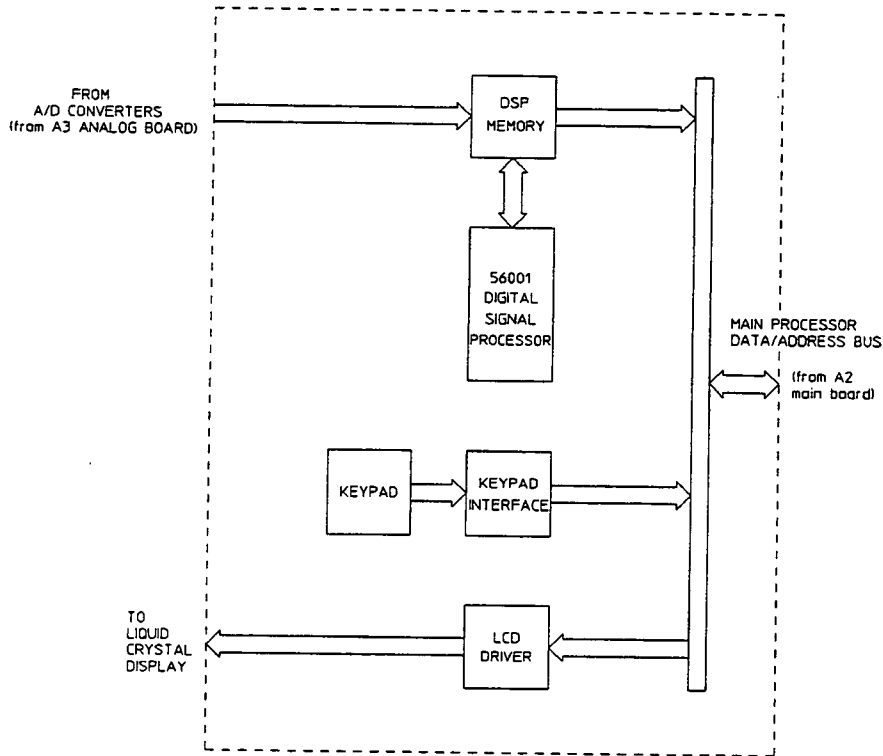 FROM
A/D CONVERTERS
(from A3 ANALOG BOARD)
DSP
MEMORY
56001
DIGITAL
SIGNAL
PROCESSOR
MAIN PROCESSOR
DATA/ADDRESS BUS
(from A2
main board)
KEYPAD
KEYPAD
INTERFACE
TO
LIQUID
CRYSTAL
DISPLAY
LCD
DRIVER